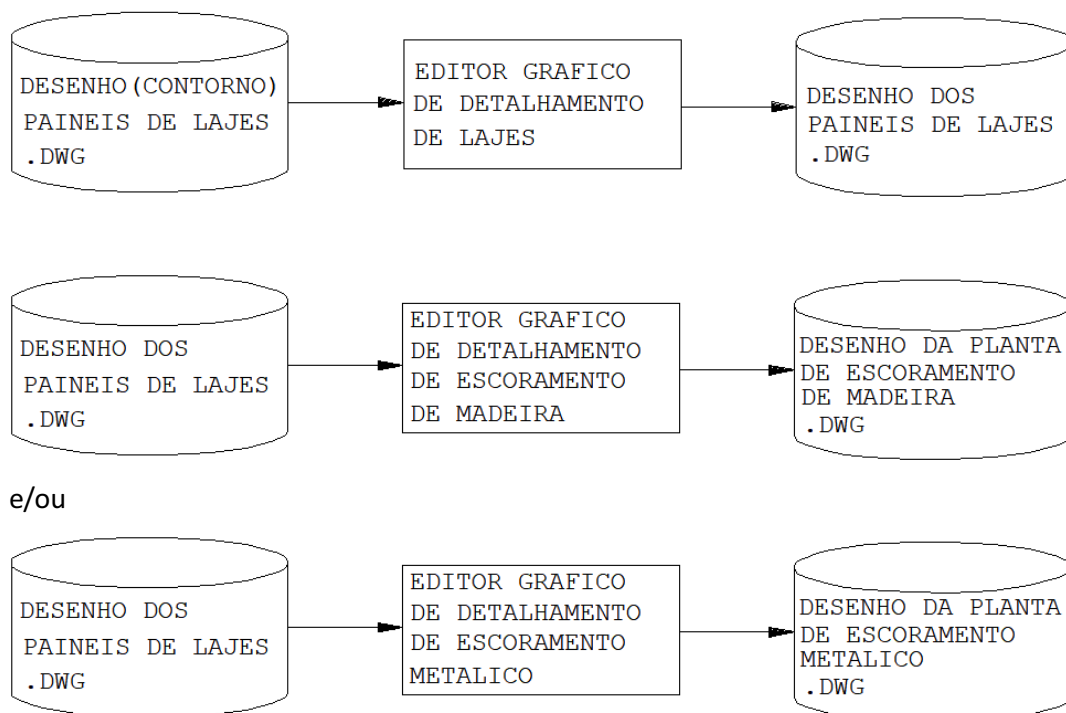 DESENHO(CONTORNO)
PAINEIS DE LAJES
.DWG
EDITOR GRAFICO
DE DETALHAMENTO
DE LAJES
DESENHO DOS
PAINEIS DE LAJES
.DWG
DESENHO DOS
PAINEIS DE LAJES
.DWG
EDITOR GRAFICO
DE DETALHAMENTO
DE ESCORAMENTO
DE MADEIRA
DESENHO DA PLANTA
DE ESCORAMENTO
DE MADEIRA
.DWG
e/ou
DESENHO DOS
PAINEIS DE LAJES
.DWG
EDITOR GRAFICO
DE DETALHAMENTO
DE ESCORAMENTO
METALICO
DESENHO DA PLANTA
DE ESCORAMENTO
METALICO
.DWG